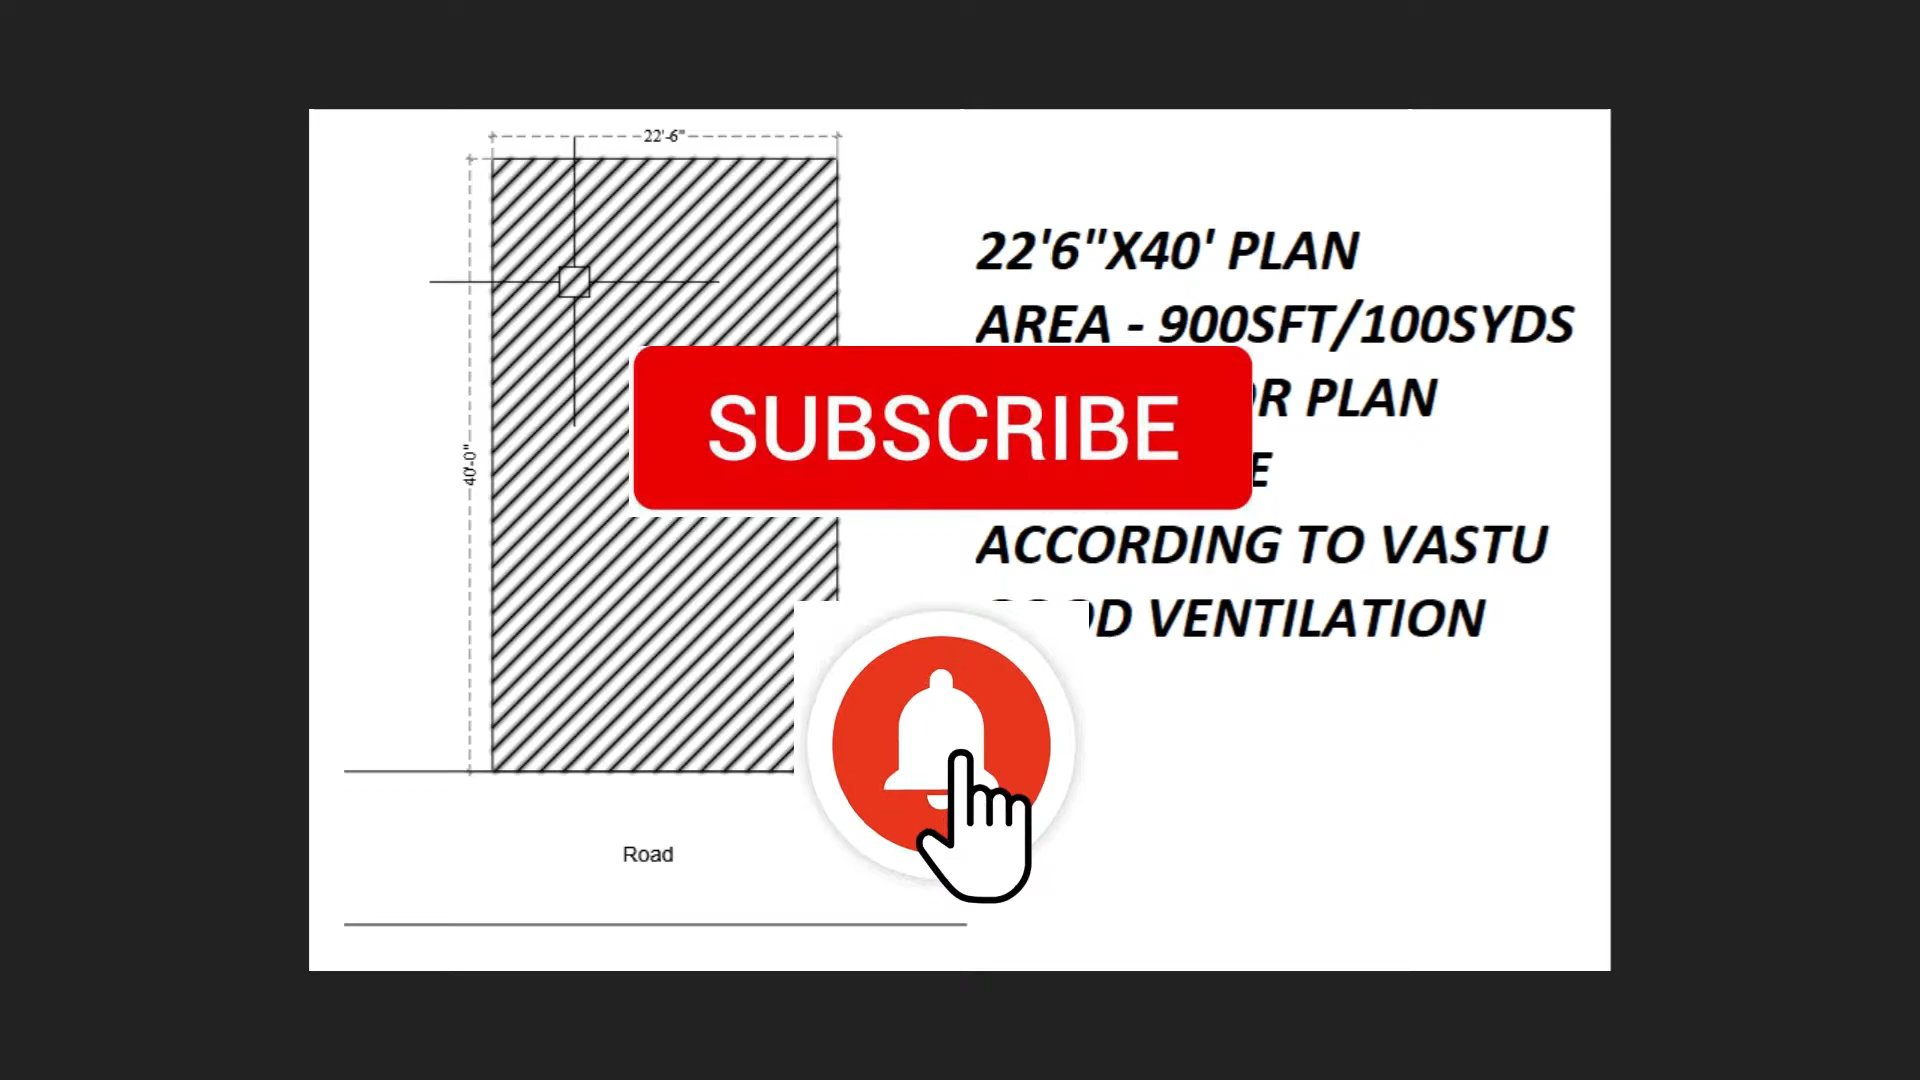 22'-6"
22'6"X40' PLAN
AREA - 900SFT/100SYDS
PLAN
SUBSCRIBE
40'-0"
ACCORDING TO VASTU
VENTILATION
Road